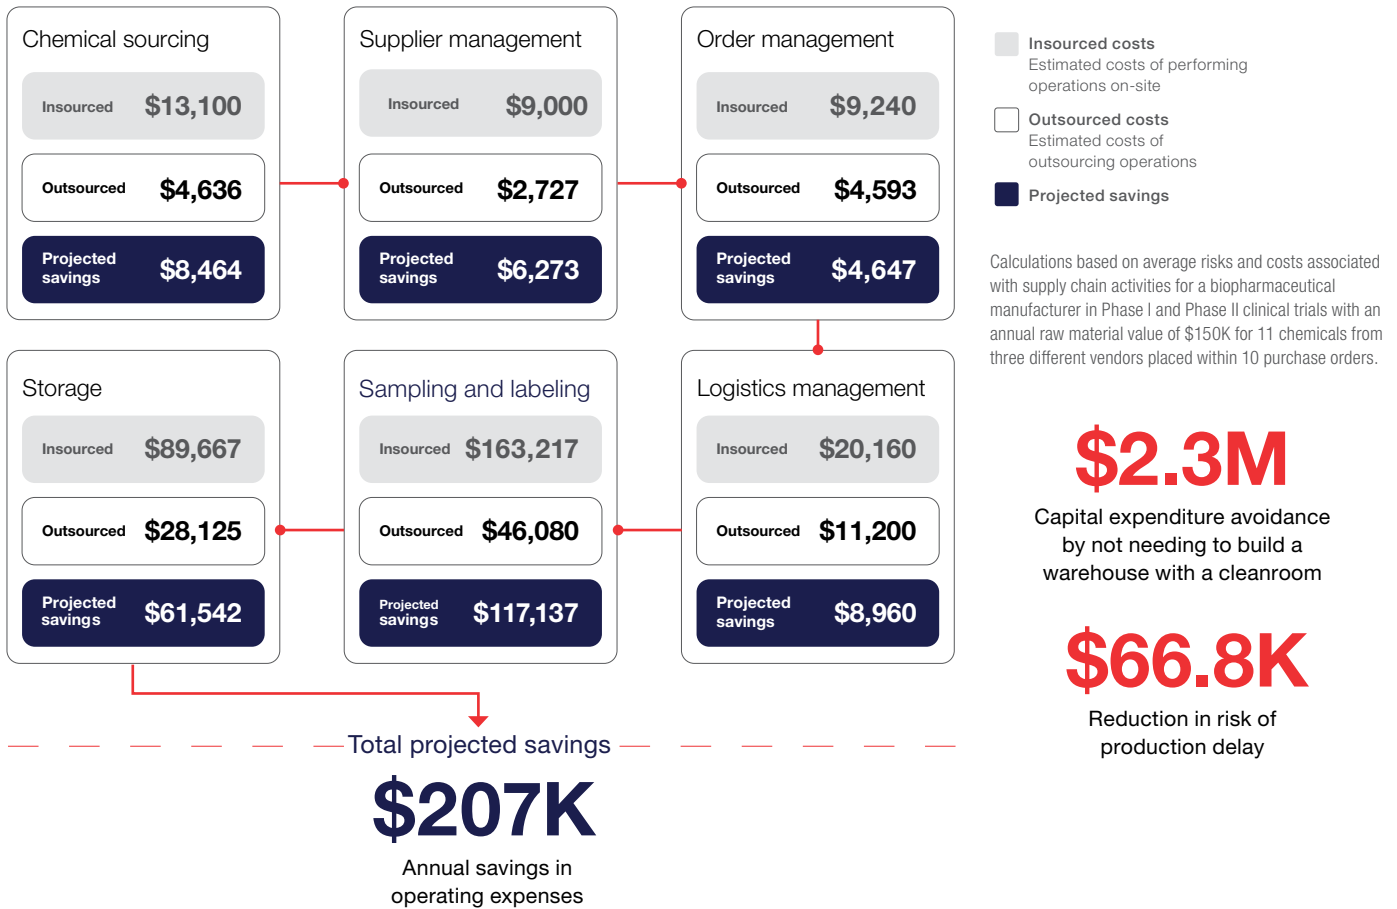 Chemical sourcing
Insourced $13,100
Outsourced $4,636
Projected
savings $8,464
Supplier management
Insourced $9,000
Outsourced $2,727
Projected
savings $6,273
Order management
Insourced $9,240
Outsourced $4,593
Projected
savings $4,647
Logistics management
Insourced $20,160
Outsourced $11,200
Projected
savings $8,960
Sampling and labeling
Insourced $163,217
Outsourced $46,080
Projected
savings $117,137
Storage
Insourced $89,667
Outsourced $28,125
Projected
savings $61,542
Total projected savings
$207K
Annual savings in
operating expenses
Insourced costs
Estimated costs of performing
operations on-site
Outsourced costs
Estimated costs of
outsourcing operations
Projected savings
Calculations based on average risks and costs associated
with supply chain activities for a biopharmaceutical
manufacturer in Phase I and Phase II clinical trials with an
annual raw material value of $150K for 11 chemicals from
three different vendors placed within 10 purchase orders.
$2.3M
Capital expenditure avoidance
by not needing to build a
warehouse with a cleanroom
$66.8K
Reduction in risk of
production delay